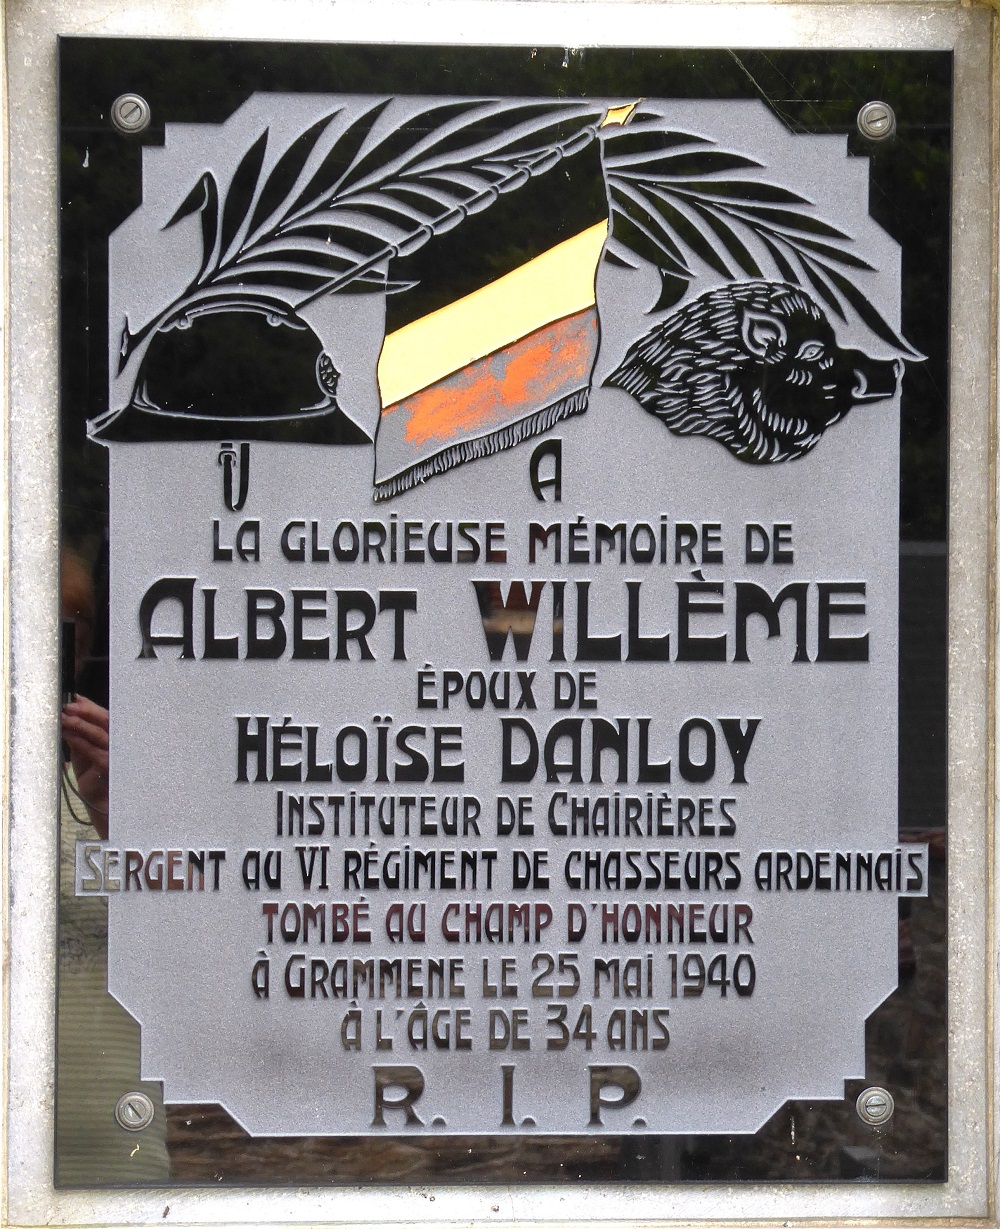 A
LA GLORIEUSE MÉMOIRE DE
ALBERT WILLÈME
ÉPOUX DE
HÉLOÏSE DANLOY
INSTITUTEUR DE CHAIRIÈRES
SERGENT AU VI RÉGIMENT DE CHASSEURS ARDENNAIS
TOMBÉ AU CHAMP D'HONNEUR
À GRAMMENE LE 25 MAI 1940
À L'ÂGE DE 34 ANS
R. I. P.